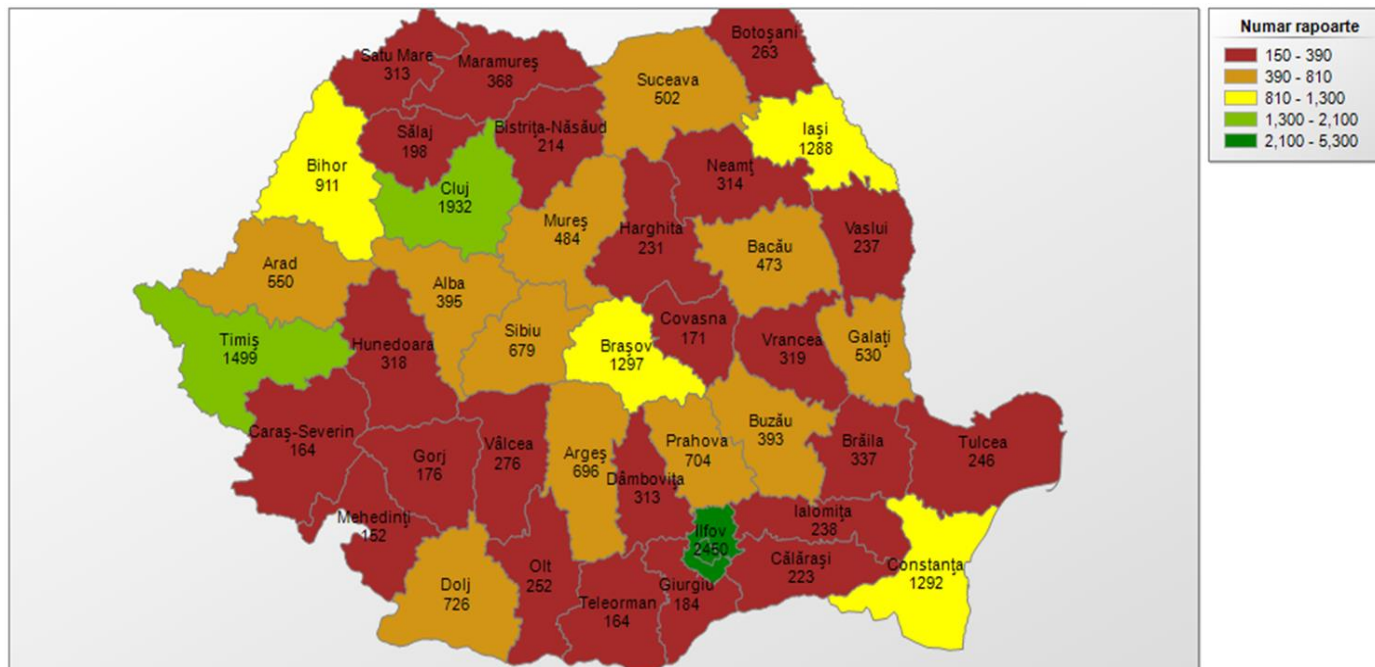 Numar rapoarte
150 - 390
390 - 810
810 - 1,300
1,300 - 2,100
2,100 - 5,300
Botoşani
263
Satu Mare
313
Maramureş
368
Suceava
502
Iaşi
1288
Sălaj
198
Bistriţa-Năsăud
214
Neamţ
314
Bihor
911
Cluj
1932
Mureş
484
Harghita
231
Bacău
473
Vaslui
237
Arad
550
Alba
395
Sibiu
679
Braşov
1297
Covasna
171
Vrancea
319
Galaţi
530
Timiş
1499
Hunedoara
318
Caraş-Severin
164
Gorj
176
Vâlcea
276
Argeş
696
Dâmboviţa
313
Prahova
704
Buzău
393
Brăila
337
Tulcea
246
Mehedinţi
152
Dolj
726
Olt
252
Teleorman
164
Giurgiu
184
Ilfov
2450
Ialomiţa
238
Călăraşi
223
Constanţa
1292